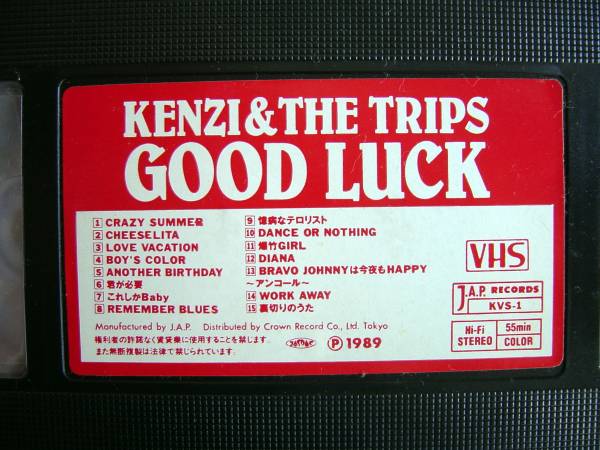 KENZI & THE TRIPS
GOOD LUCK
1 CRAZY SUMMER
2 CHEESELITA
3 LOVE VACATION
4 BOY'S COLOR
5 ANOTHER BIRTHDAY
6 君が必要
7 これしかBaby
8 REMEMBER BLUES
9 憶病なテロリスト
10 DANCE OR NOTHING
11 爆竹GIRL
12 DIANA
13 BRAVO JOHNNYは今夜もHAPPY
〜アンコール〜
14 WORK AWAY
15 裏切りのうた
VHS
J.A.P. RECORDS
KVS-1
Hi-Fi STEREO
55min COLOR
Manufactured by J.A.P. Distributed by Crown Record Co., Ltd. Tokyo
権利者の許諾なく賃貸業に使用することを禁じます。
また無断複製は法律で禁じられています。
Ⓟ 1989